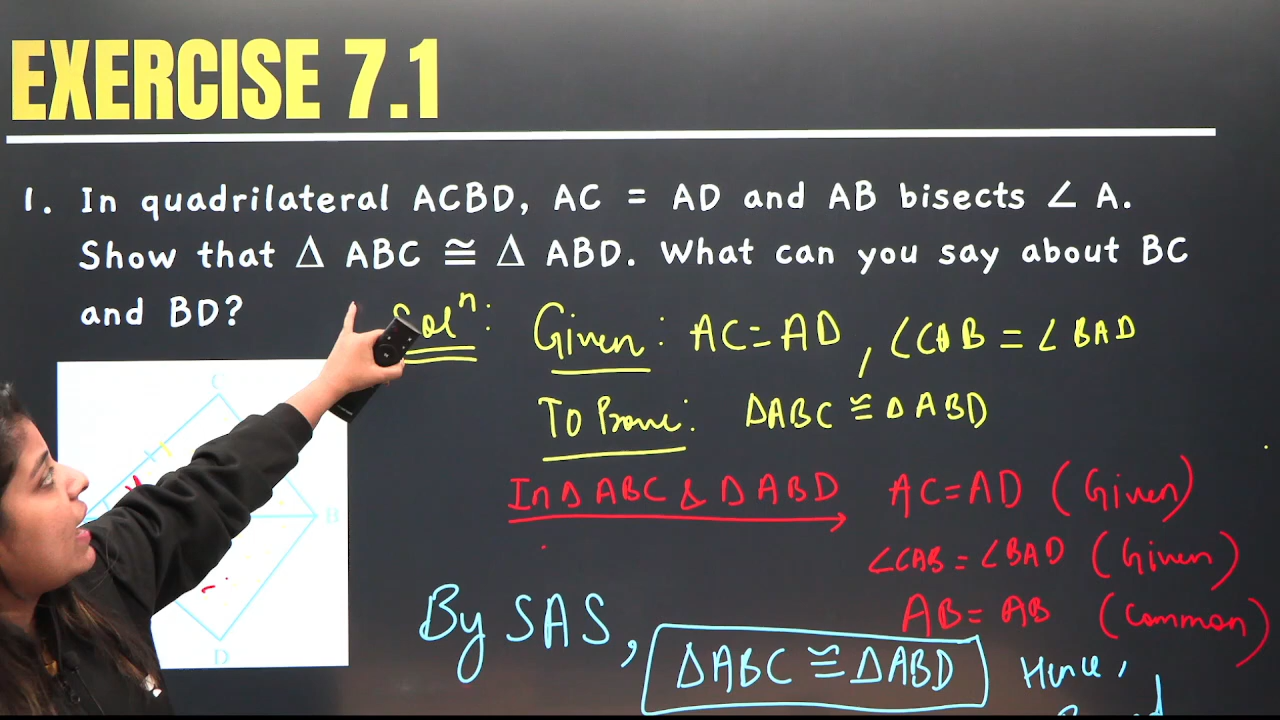 EXERCISE 7.1
1. In quadrilateral ACBD, AC = AD and AB bisects ∠ A.
Show that Δ ABC ≅ Δ ABD. What can you say about BC
and BD?
Solⁿ: Given: AC = AD, ∠CAB = ∠BAD
To Prove: ΔABC ≅ ΔABD
In Δ ABC & Δ ABD AC = AD (Given)
∠CAB = ∠BAD (Given)
AB = AB (Common)
By SAS, ΔABC ≅ ΔABD Hence,
C
B
D